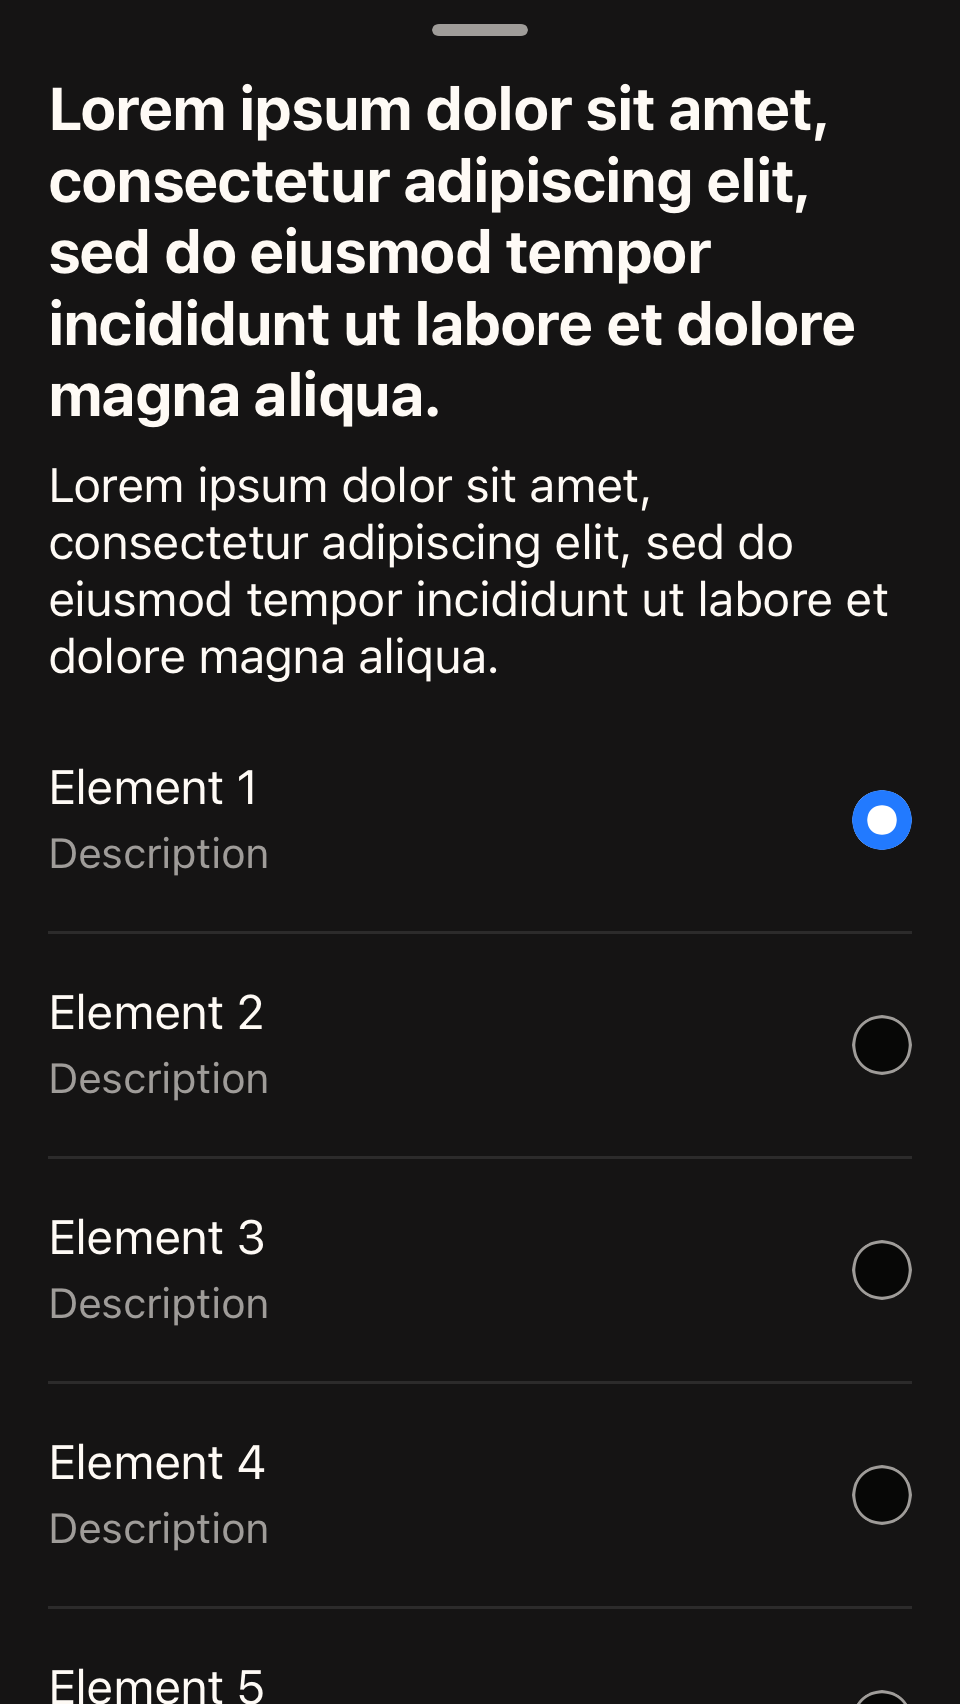 Lorem ipsum dolor sit amet,
consectetur adipiscing elit,
sed do eiusmod tempor
incididunt ut labore et dolore
magna aliqua.
Lorem ipsum dolor sit amet,
consectetur adipiscing elit, sed do
eiusmod tempor incididunt ut labore et
dolore magna aliqua.
Element 1
Description
Element 2
Description
Element 3
Description
Element 4
Description
Element 5